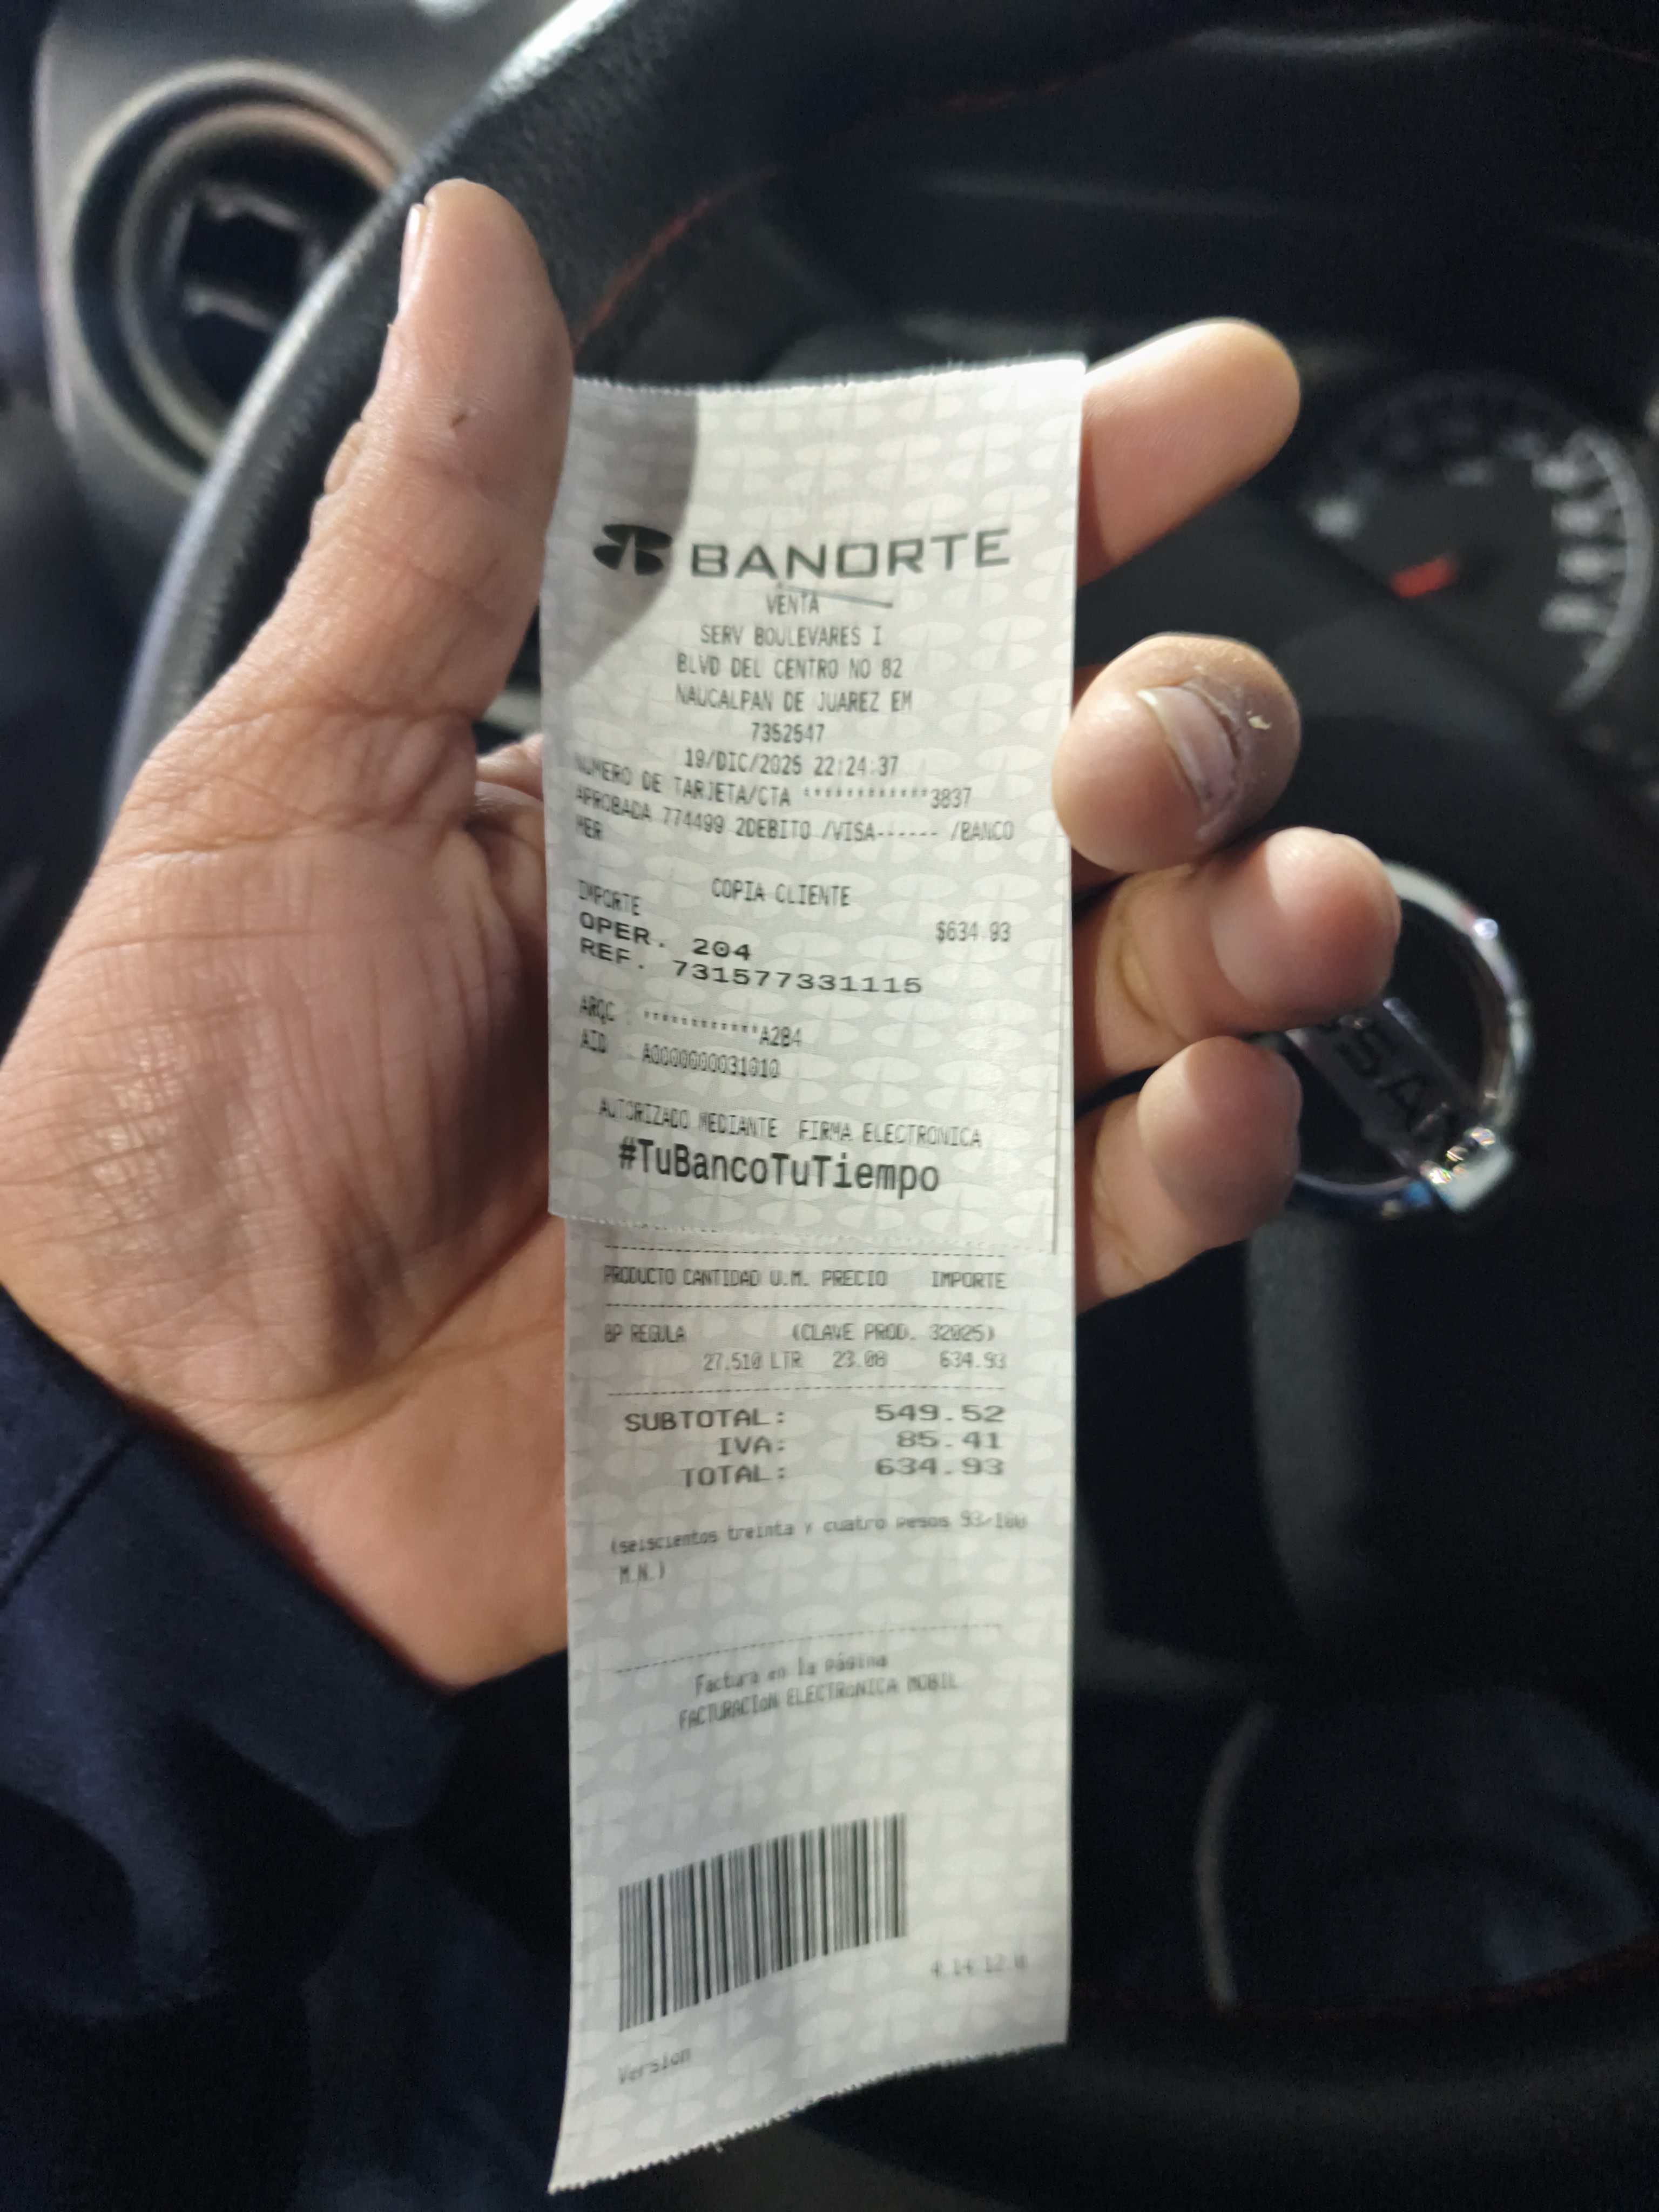 BANORTE
VENTA
SERV BOULEVARES I
BLVD DEL CENTRO NO 82
NAUCALPAN DE JUAREZ EM
7352547
19/DIC/2025 22:24:37
NUMERO DE TARJETA/CTA ************3837
APROBADA 774499 2DEBITO /VISA------ /BANCO
MER
COPIA CLIENTE
IMPORTE $634.93
OPER. 204
REF. 731577331115
ARQC ************A2B4
AID A0000000031010
AUTORIZADO MEDIANTE FIRMA ELECTRONICA
#TuBancoTuTiempo
PRODUCTO CANTIDAD U.M. PRECIO IMPORTE
BP REGULA (CLAVE PROD. 32025)
27.510 LTR 23.08 634.93
SUBTOTAL: 549.52
IVA: 85.41
TOTAL: 634.93
(seiscientos treinta y cuatro pesos 93/100
M.N.)
Factura en la página
FACTURACIoN ELECTRoNICA MOBIL
Version